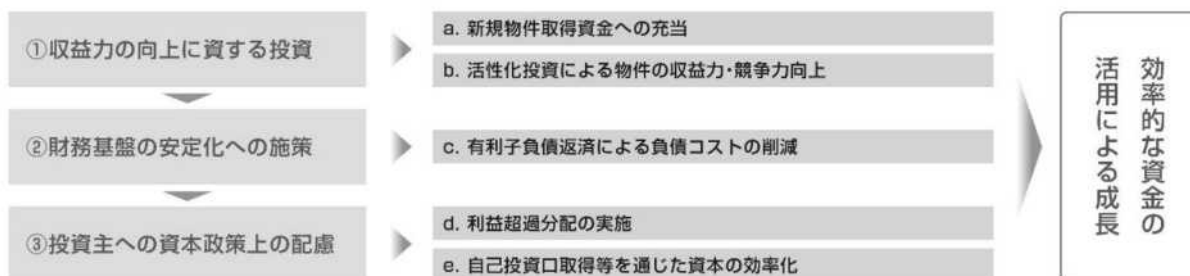 ①収益力の向上に資する投資
a. 新規物件取得資金への充当
b. 活性化投資による物件の収益力・競争力向上
②財務基盤の安定化への施策
c. 有利子負債返済による負債コストの削減
③投資主への資本政策上の配慮
d. 利益超過分配の実施
e. 自己投資口取得等を通じた資本の効率化
効率的な資金の
活用による成長